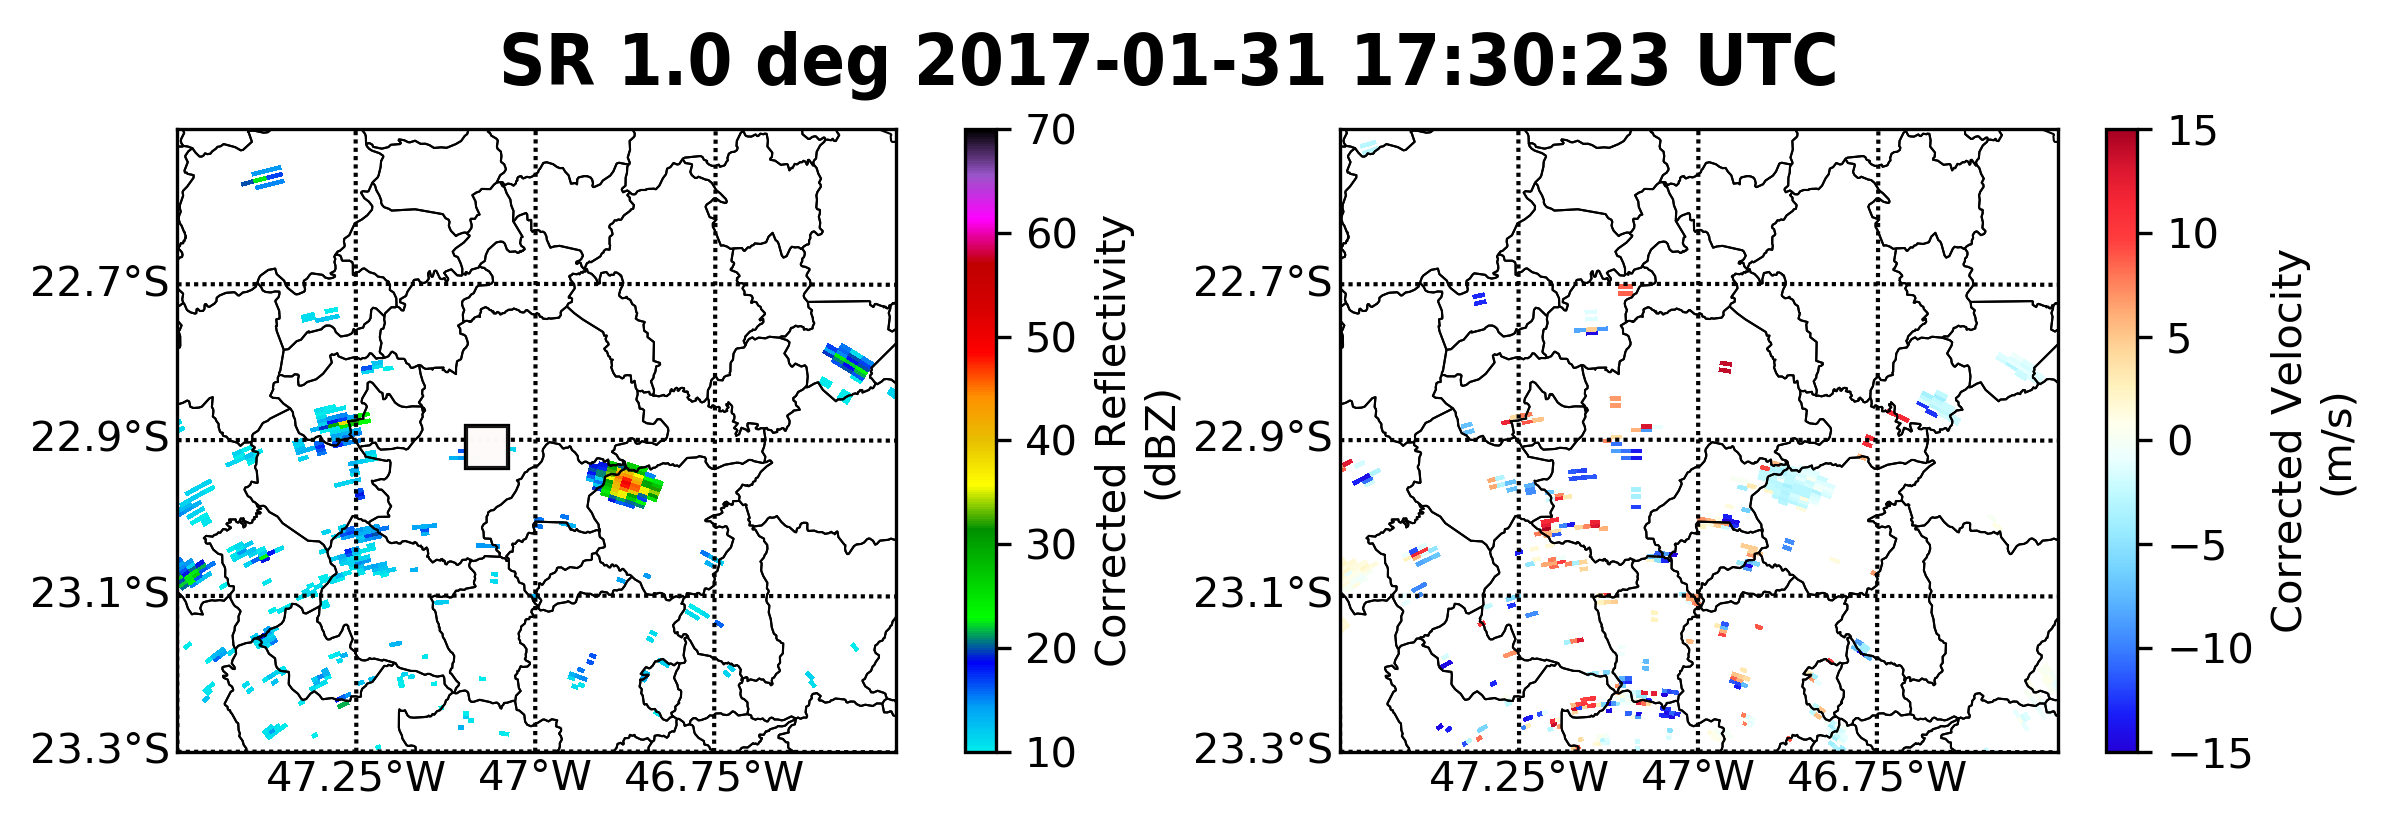 SR 1.0 deg 2017-01-31 17:30:23 UTC
22.7°S
22.9°S
23.1°S
23.3°S
47.25°W
47°W
46.75°W
70
60
50
40
30
20
10
Corrected Reflectivity
(dBZ)
22.7°S
22.9°S
23.1°S
23.3°S
47.25°W
47°W
46.75°W
15
10
5
0
−5
−10
−15
Corrected Velocity
(m/s)